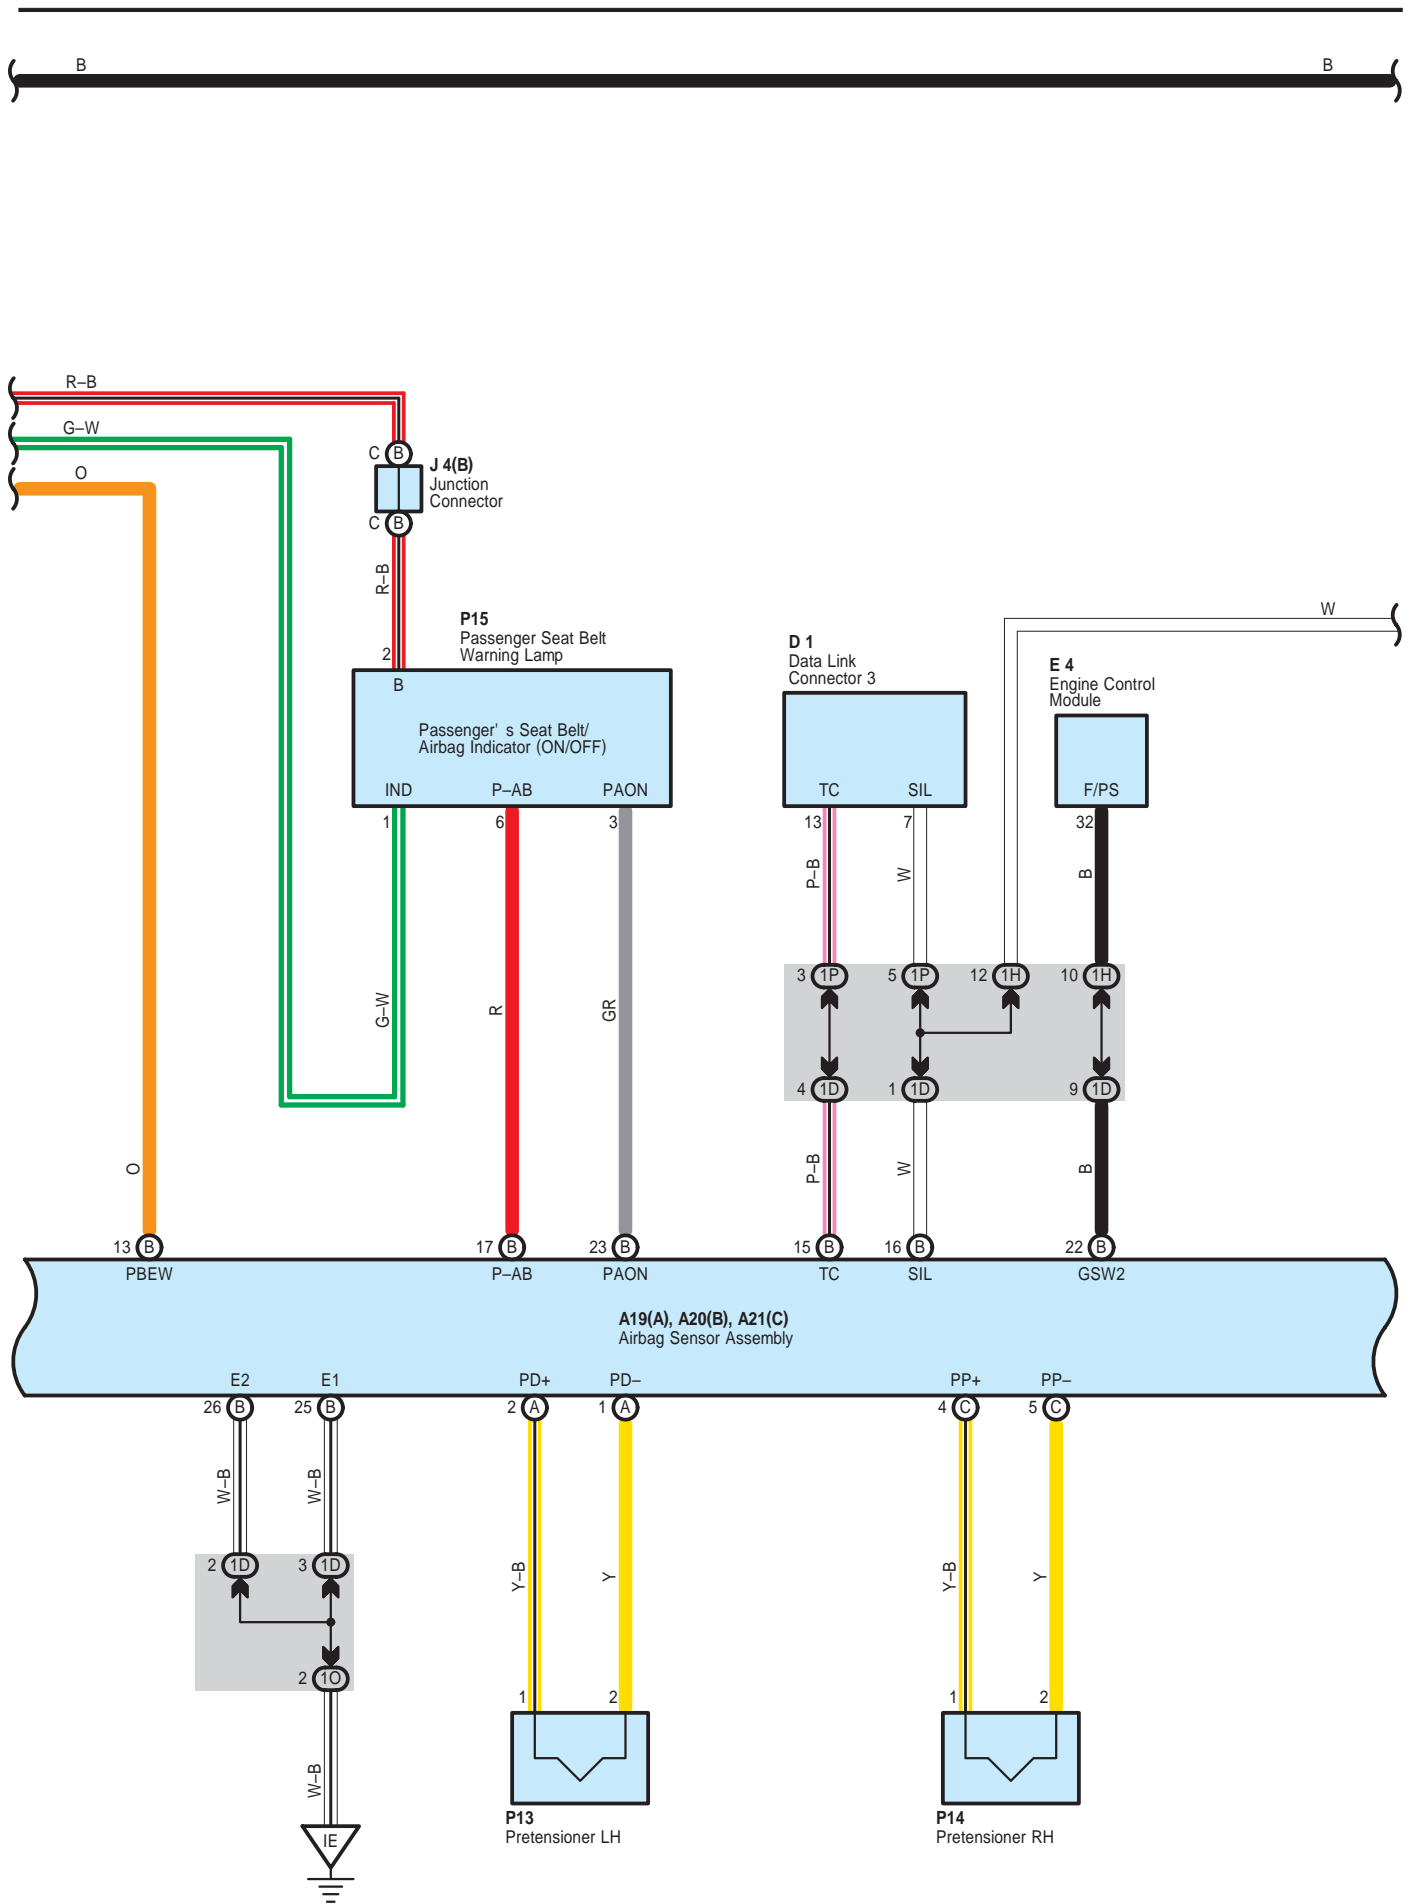 B B
R–B
G–W
O
C B
J 4(B)
Junction
Connector
C B
R–B
W
P15
Passenger Seat Belt
Warning Lamp
D 1
Data Link
Connector 3
E 4
Engine Control
Module
2
B
Passenger' s Seat Belt/
Airbag Indicator (ON/OFF)
IND P–AB PAON
TC SIL
F/PS
1 6 3 13 7 32
P–B W B
3 1P 5 1P 12 1H 10 1H
G–W R GR
4 1D 1 1D 9 1D
O P–B W B
13 B 17 B 23 B 15 B 16 B 22 B
PBEW P–AB PAON TC SIL GSW2
A19(A), A20(B), A21(C)
Airbag Sensor Assembly
E2 E1 PD+ PD– PP+ PP–
26 B 25 B 2 A 1 A 4 C 5 C
W–B W–B
2 1D 3 1D
Y–B Y Y–B Y
2 1O
1 2 1 2
W–B
IE
P13
Pretensioner LH
P14
Pretensioner RH